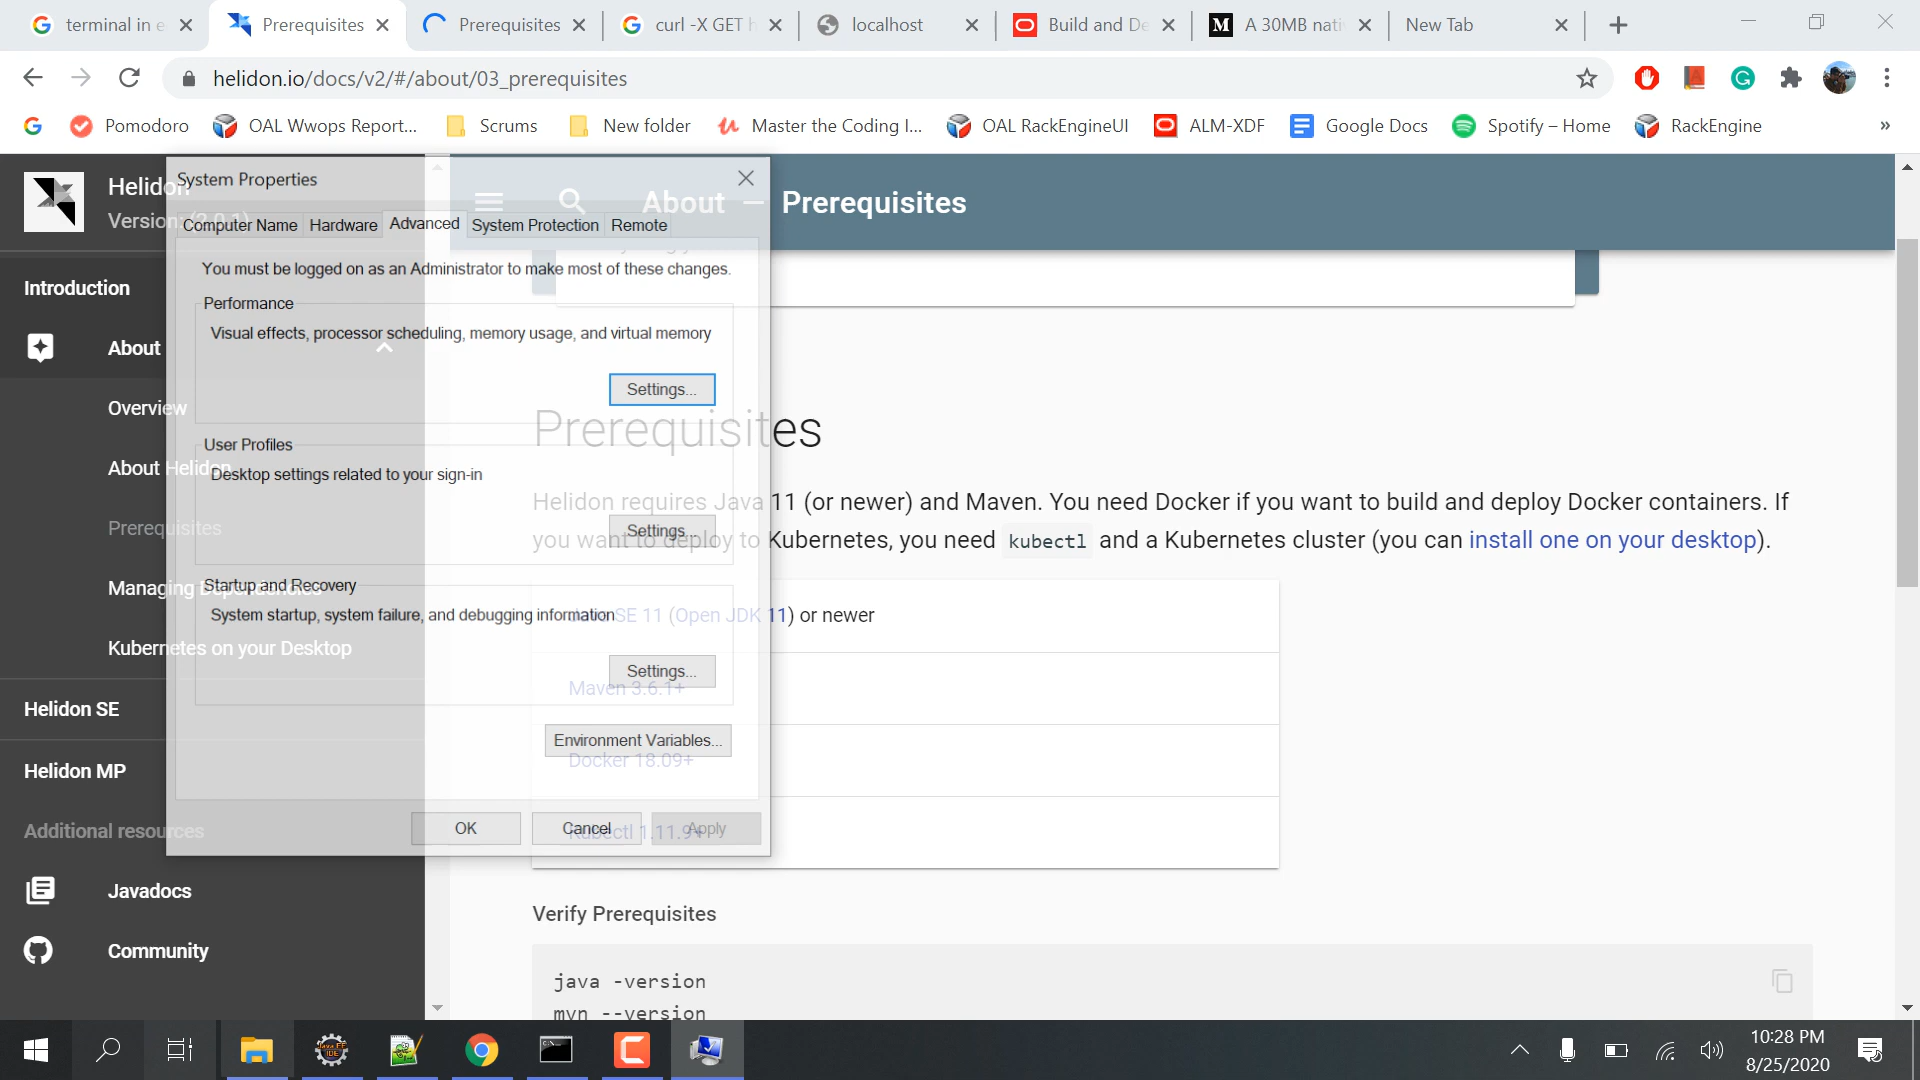 terminal in e
Prerequisites
Prerequisites
curl -X GET h
localhost
Build and De
A 30MB nati
New Tab
helidon.io/docs/v2/#/about/03_prerequisites
Pomodoro
OAL Wwops Report...
Scrums
New folder
Master the Coding I...
OAL RackEngineUI
ALM-XDF
Google Docs
Spotify – Home
RackEngine
»
Helidon
Version: (2.0.1)
System Properties
Computer Name
Hardware
Advanced
System Protection
Remote
You must be logged on as an Administrator to make most of these changes.
Performance
Visual effects, processor scheduling, memory usage, and virtual memory
Settings...
User Profiles
Desktop settings related to your sign-in
Settings...
Startup and Recovery
System startup, system failure, and debugging information
Settings...
Environment Variables...
OK
Cancel
Apply
Introduction
About
Overview
About Helidon
Prerequisites
Managing Dependencies
Kubernetes on your Desktop
Helidon SE
Helidon MP
Additional resources
Javadocs
Community
About — Prerequisites
Prerequisites
Helidon requires Java 11 (or newer) and Maven. You need Docker if you want to build and deploy Docker containers. If
you want to deploy to Kubernetes, you need kubectl and a Kubernetes cluster (you can install one on your desktop).
Java SE 11 (Open JDK 11) or newer
Maven 3.6.1+
Docker 18.09+
Kubectl 1.11.9+
Verify Prerequisites
java -version
mvn --version
10:28 PM
8/25/2020